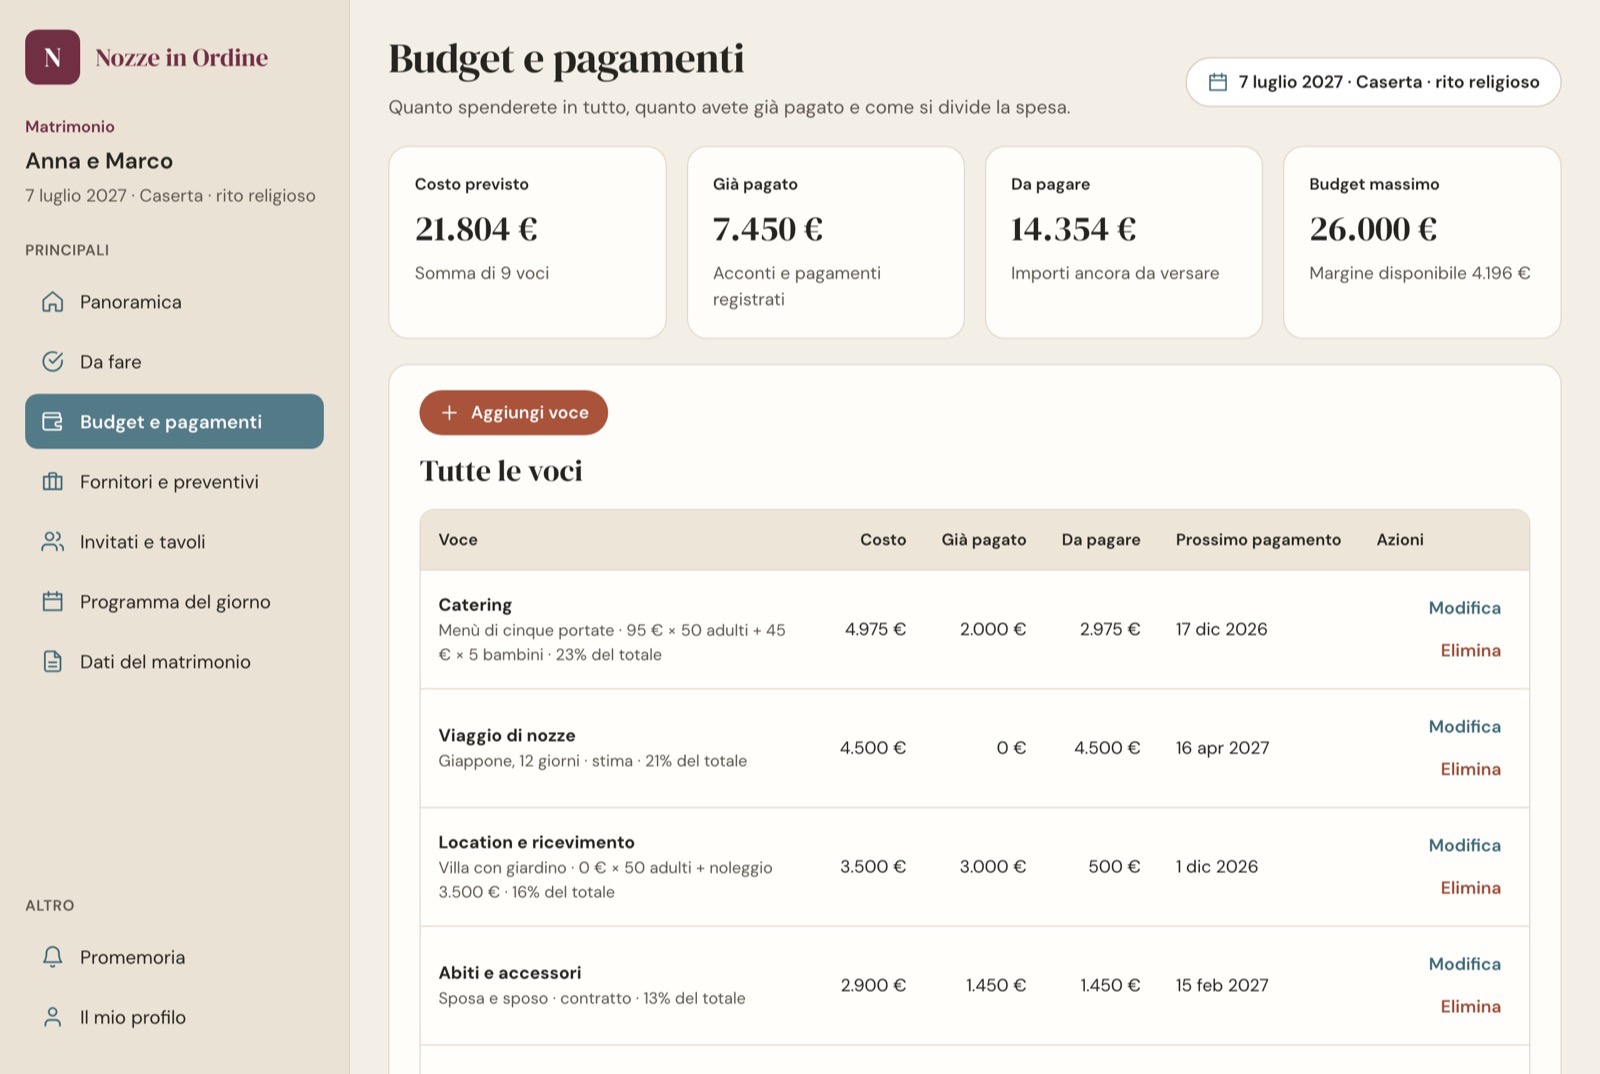 N
Nozze in Ordine
Matrimonio
Anna e Marco
7 luglio 2027 · Caserta · rito religioso
PRINCIPALI
Panoramica
Da fare
Budget e pagamenti
Fornitori e preventivi
Invitati e tavoli
Programma del giorno
Dati del matrimonio
ALTRO
Promemoria
Il mio profilo
Budget e pagamenti
Quanto spenderete in tutto, quanto avete già pagato e come si divide la spesa.
7 luglio 2027 · Caserta · rito religioso
Costo previsto
21.804 €
Somma di 9 voci
Già pagato
7.450 €
Acconti e pagamenti
registrati
Da pagare
14.354 €
Importi ancora da versare
Budget massimo
26.000 €
Margine disponibile 4.196 €
Aggiungi voce
Tutte le voci
Voce Costo Già pagato Da pagare Prossimo pagamento Azioni
Catering
Menù di cinque portate · 95 € × 50 adulti + 45
€ × 5 bambini · 23% del totale
4.975 € 2.000 € 2.975 € 17 dic 2026
Modifica
Elimina
Viaggio di nozze
Giappone, 12 giorni · stima · 21% del totale
4.500 € 0 € 4.500 € 16 apr 2027
Modifica
Elimina
Location e ricevimento
Villa con giardino · 0 € × 50 adulti + noleggio
3.500 € · 16% del totale
3.500 € 3.000 € 500 € 1 dic 2026
Modifica
Elimina
Abiti e accessori
Sposa e sposo · contratto · 13% del totale
2.900 € 1.450 € 1.450 € 15 feb 2027
Modifica
Elimina